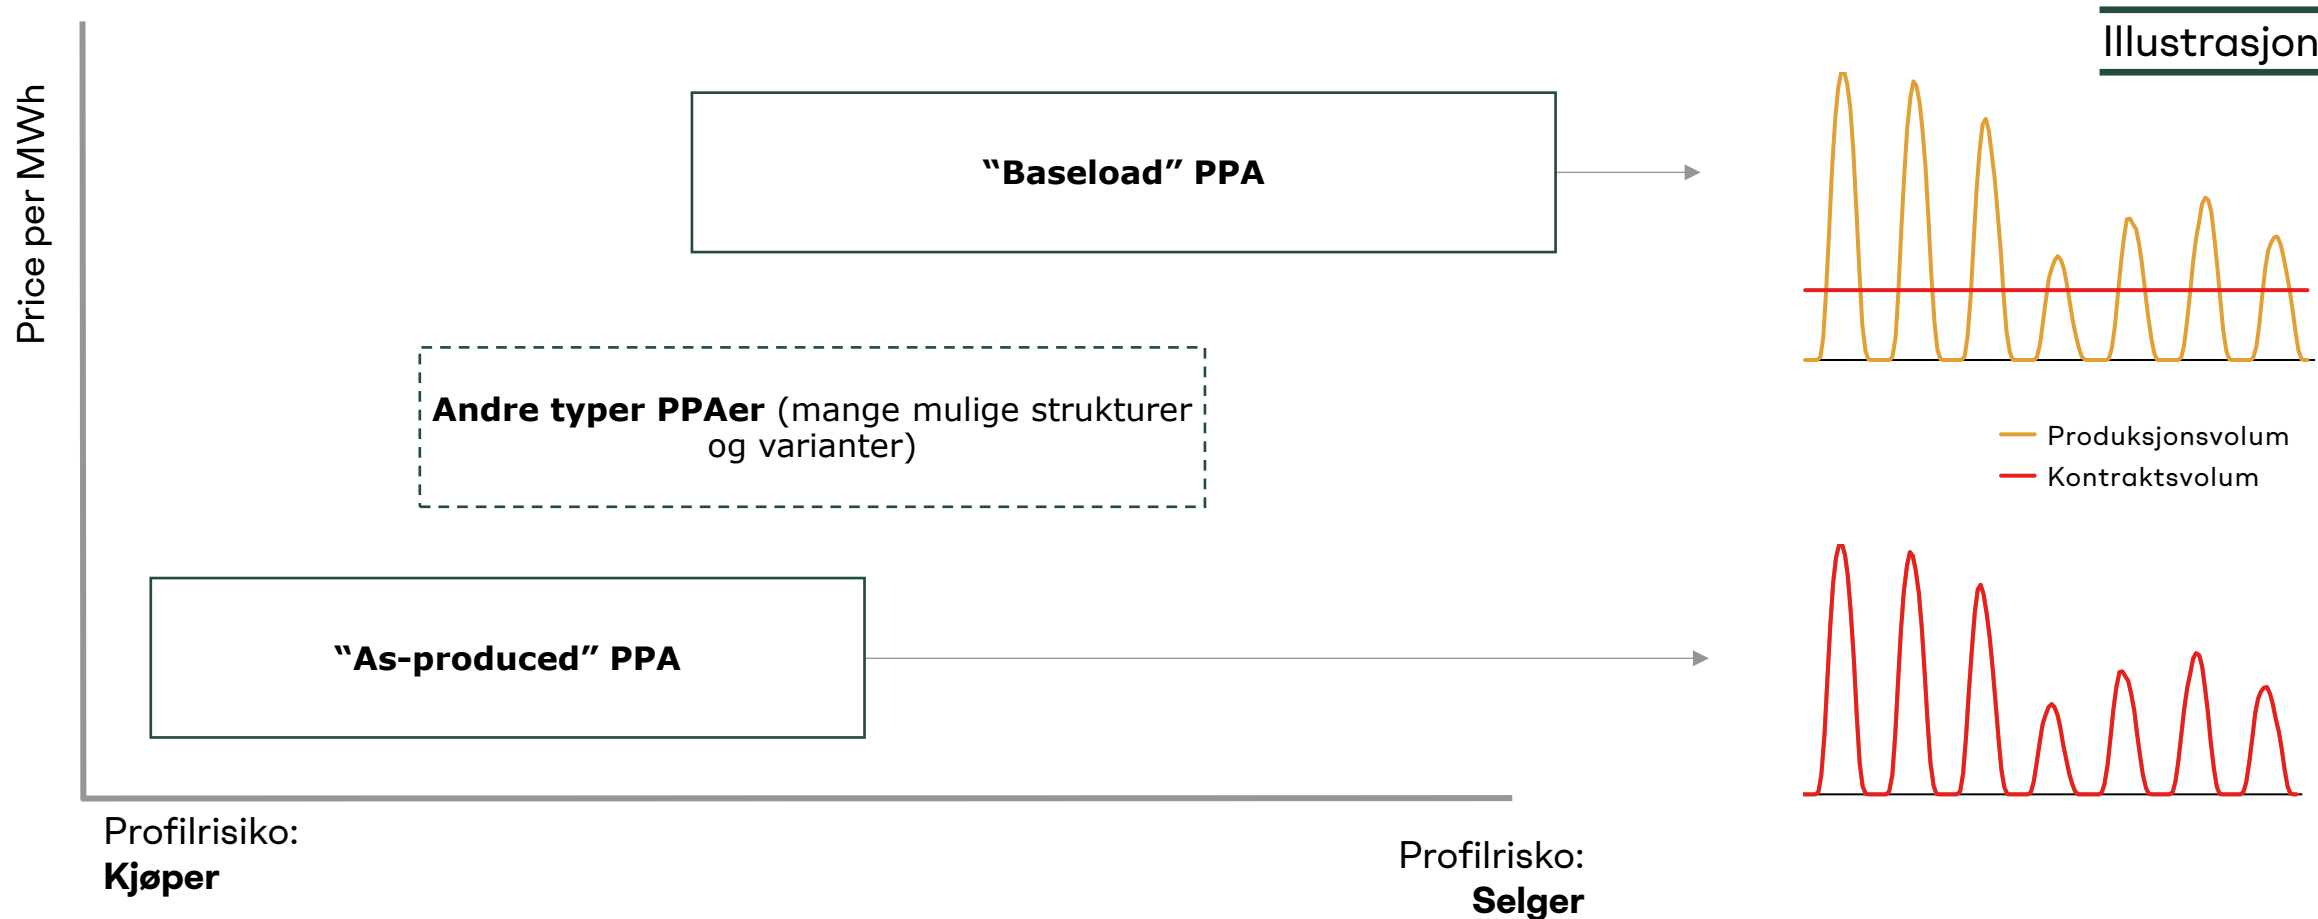 Illustrasjon
Price per MWh
“Baseload” PPA
Andre typer PPAer (mange mulige strukturer
og varianter)
Produksjonsvolum
Kontraktsvolum
“As-produced” PPA
Profilrisiko:
Kjøper
Profilrisko:
Selger